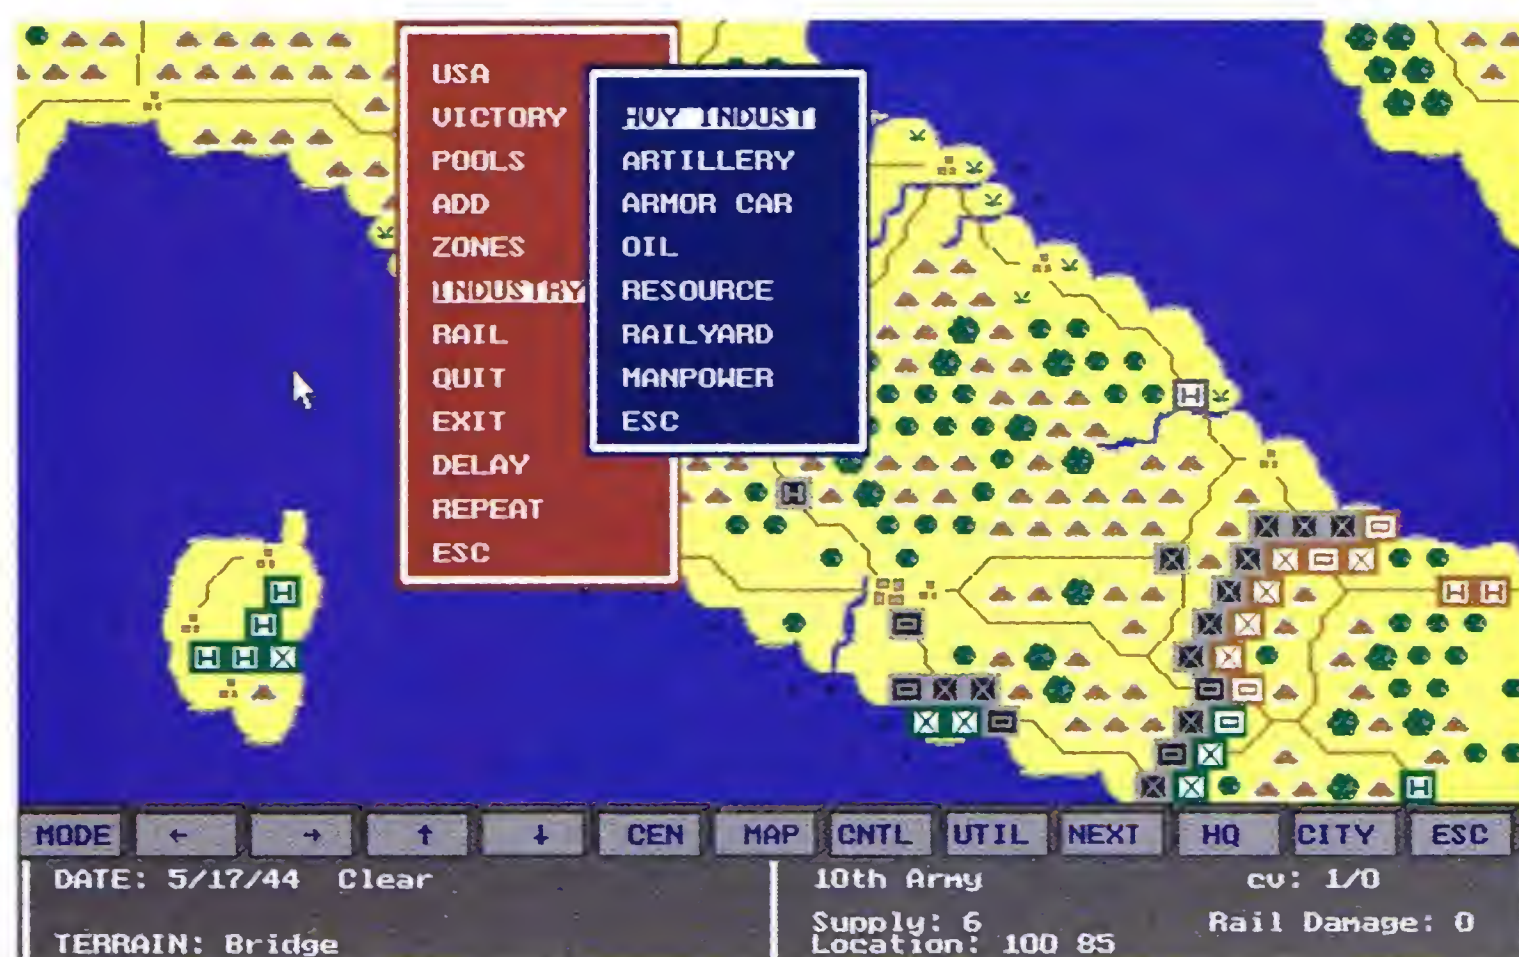 USA
VICTORY
POOLS
ADD
ZONES
INDUSTRY
RAIL
QUIT
EXIT
DELAY
REPEAT
ESC
HVY INDUST
ARTILLERY
ARMOR CAR
OIL
RESOURCE
RAILYARD
MANPOWER
ESC
MODE ← → ↑ ↓ CEN MAP CNTL UTIL NEXT HQ CITY ESC
DATE: 5/17/44 Clear
TERRAIN: Bridge
10th Army cv: 1/0
Supply: 6 Rail Damage: 0
Location: 100 85